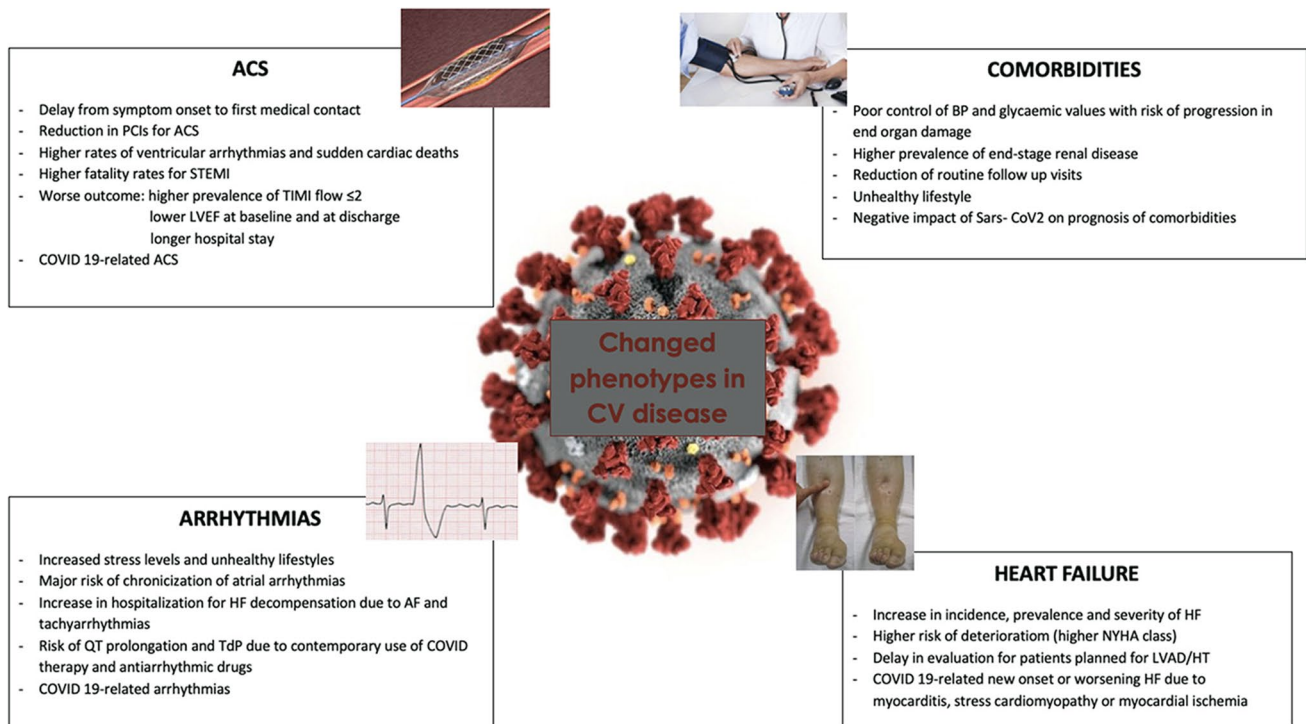 ACS
- Delay from symptom onset to first medical contact
- Reduction in PCIs for ACS
- Higher rates of ventricular arrhythmias and sudden cardiac deaths
- Higher fatality rates for STEMI
- Worse outcome: higher prevalence of TIMI flow ≤2
lower LVEF at baseline and at discharge
longer hospital stay
- COVID 19-related ACS
COMORBIDITIES
- Poor control of BP and glycaemic values with risk of progression in
end organ damage
- Higher prevalence of end-stage renal disease
- Reduction of routine follow up visits
- Unhealthy lifestyle
- Negative impact of Sars- CoV2 on prognosis of comorbidities
Changed
phenotypes in
CV disease
ARRHYTHMIAS
- Increased stress levels and unhealthy lifestyles
- Major risk of chronicization of atrial arrhythmias
- Increase in hospitalization for HF decompensation due to AF and
tachyarrhythmias
- Risk of QT prolongation and TdP due to contemporary use of COVID
therapy and antiarrhythmic drugs
- COVID 19-related arrhythmias
HEART FAILURE
- Increase in incidence, prevalence and severity of HF
- Higher risk of deterioratiom (higher NYHA class)
- Delay in evaluation for patients planned for LVAD/HT
- COVID 19-related new onset or worsening HF due to
myocarditis, stress cardiomyopathy or myocardial ischemia